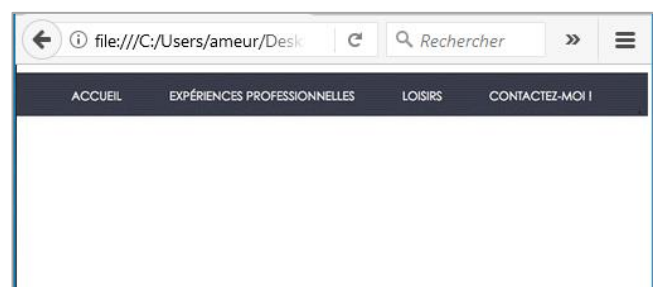 file:///C:/Users/ameur/Desk
Rechercher
ACCUEIL EXPÉRIENCES PROFESSIONNELLES LOISIRS CONTACTEZ-MOI !